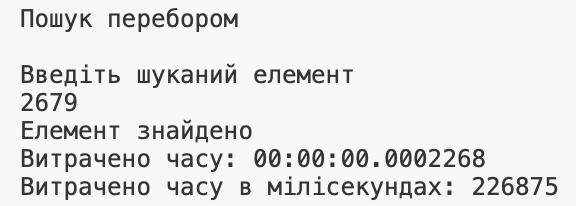 Пошук перебором
Введіть шуканий елемент
2679
Елемент знайдено
Витрачено часу: 00:00:00.0002268
Витрачено часу в мілісекундах: 226875